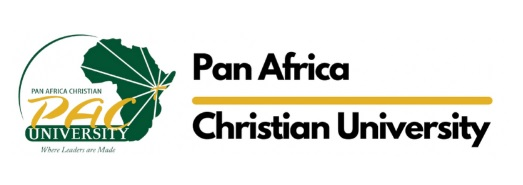 PAN AFRICA CHRISTIAN
PAC
UNIVERSITY
Where Leaders are Made
Pan Africa
Christian University